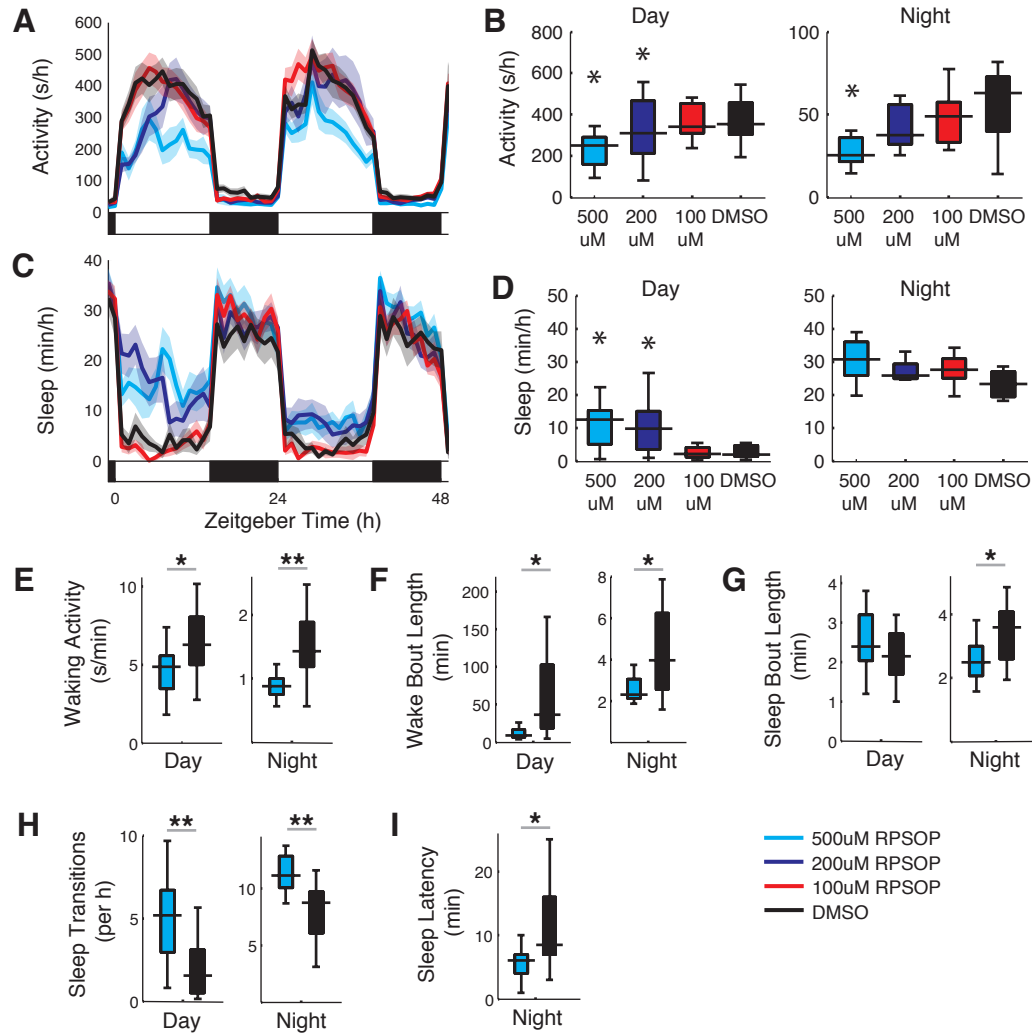 A
Activity (s/h)
600
500
400
300
200
100
0
B
Day
Activity (s/h)
800
600
400
200
0
*
*
500 uM
200 uM
100 uM
DMSO
Night
100
50
0
*
500 uM
200 uM
100 uM
DMSO
C
Sleep (min/h)
40
30
20
10
0
0
24
48
Zeitgeber Time (h)
D
Day
Sleep (min/h)
50
40
30
20
10
0
*
*
500 uM
200 uM
100 uM
DMSO
Night
50
40
30
20
10
0
500 uM
200 uM
100 uM
DMSO
E
Waking Activity
(s/min)
10
5
0
*
Day
2
1
**
Night
F
Wake Bout Length
(min)
200
150
100
50
0
*
Day
8
6
4
2
*
Night
G
Sleep Bout Length
(min)
4
3
2
1
0
Day
4
2
*
Night
H
Sleep Transitions
(per h)
10
5
0
**
Day
10
5
**
Night
I
Sleep Latency
(min)
20
10
0
*
Night
500uM RPSOP
200uM RPSOP
100uM RPSOP
DMSO